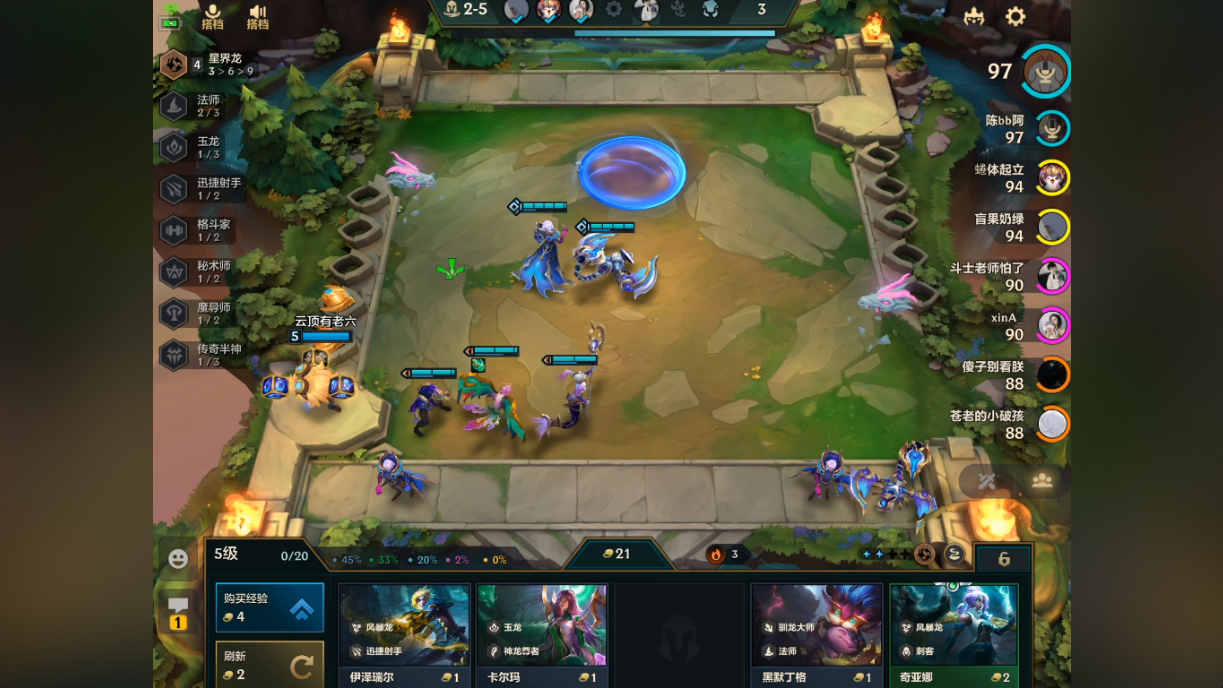 搭档
搭档
2-5
3
4
星界龙
3 > 6 > 9
法师
2 / 3
玉龙
1 / 3
迅捷射手
1 / 2
格斗家
1 / 2
秘术师
1 / 2
魔导师
1 / 2
传奇半神
1 / 3
云顶有老六
5
97
陈bb阿
97
蜷体起立
94
盲果奶绿
94
斗士老师怕了
90
xinA
90
傻子别看朕
88
苍老的小破孩
88
5级
0/20
45%
33%
20%
2%
0%
21
3
1
购买经验
4
刷新
2
风暴龙
迅捷射手
伊泽瑞尔
1
玉龙
神龙尊者
卡尔玛
1
驯龙大师
法师
黑默丁格
1
风暴龙
刺客
奇亚娜
2